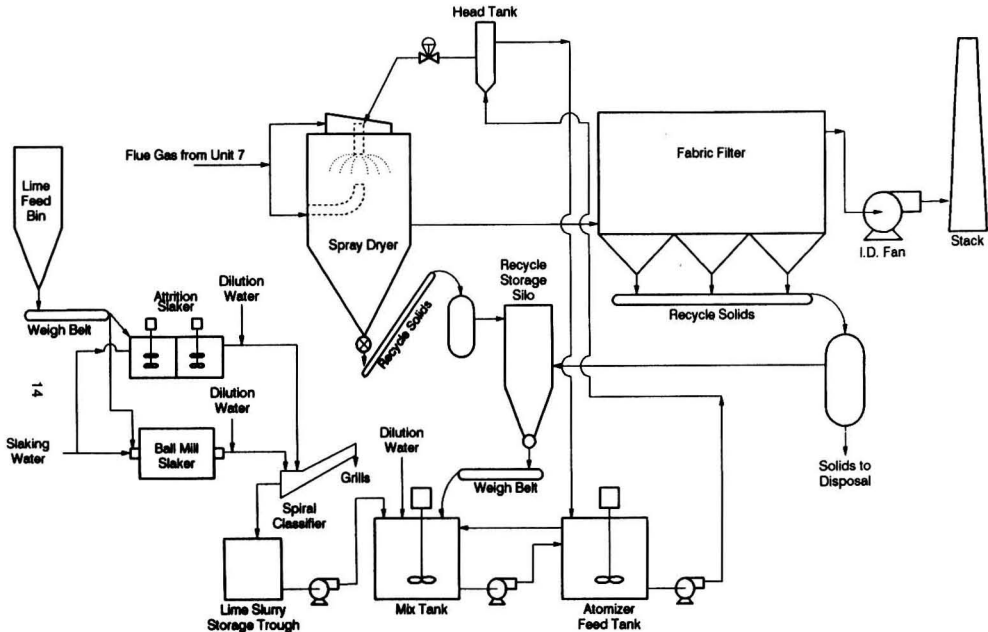 Head Tank
Flue Gas from Unit 7
Fabric Filter
Lime
Feed
Bin
Spray Dryer
I.D. Fan
Stack
Recycle
Storage
Silo
Attrition
Slaker
Dilution
Water
Weigh Belt
Recycle Solids
Recycle Solids
14
Dilution
Water
Slaking
Water
Ball Mill
Slaker
Grills
Dilution
Water
Weigh Belt
Solids to
Disposal
Spiral
Classifier
Lime Slurry
Storage Trough
Mix Tank
Atomizer
Feed Tank